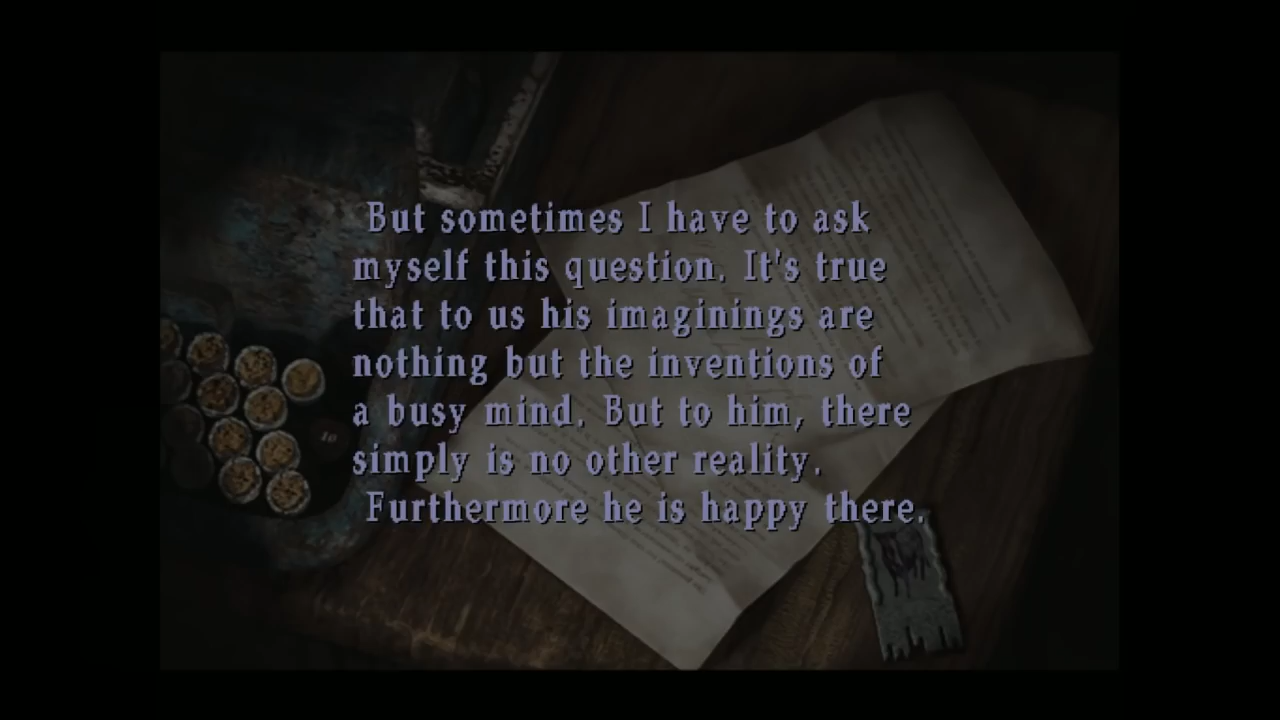 But sometimes I have to ask
myself this question. It's true
that to us his imaginings are
nothing but the inventions of
a busy mind. But to him, there
simply is no other reality.
Furthermore he is happy there.